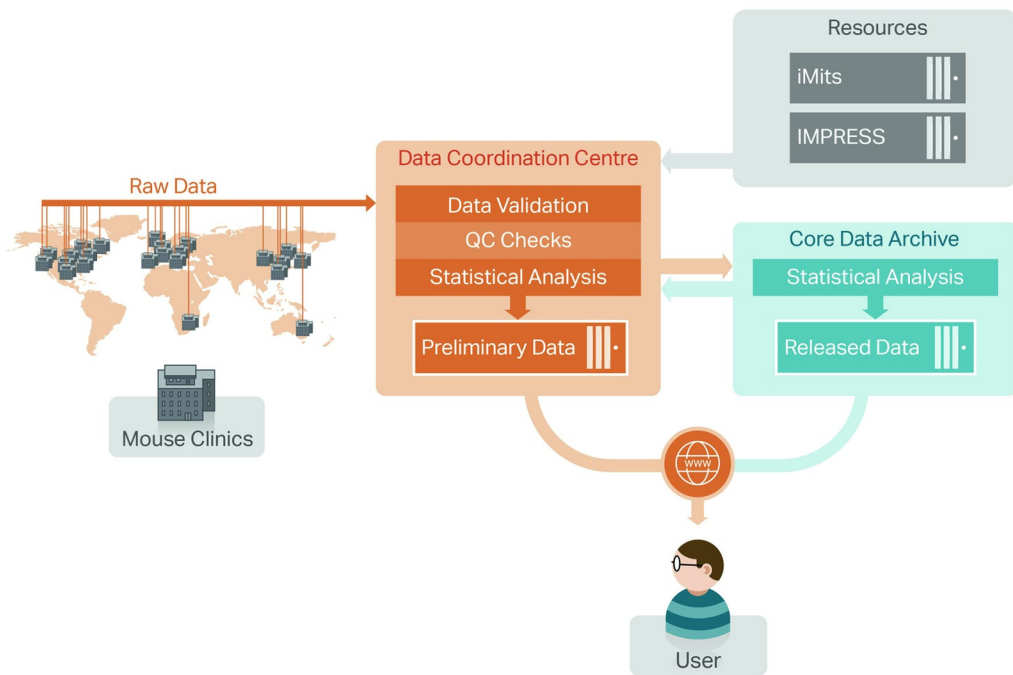 Resources
iMits
IMPRESS
Data Coordination Centre
Raw Data
Data Validation
QC Checks
Statistical Analysis
Preliminary Data
Core Data Archive
Statistical Analysis
Released Data
Mouse Clinics
www
User